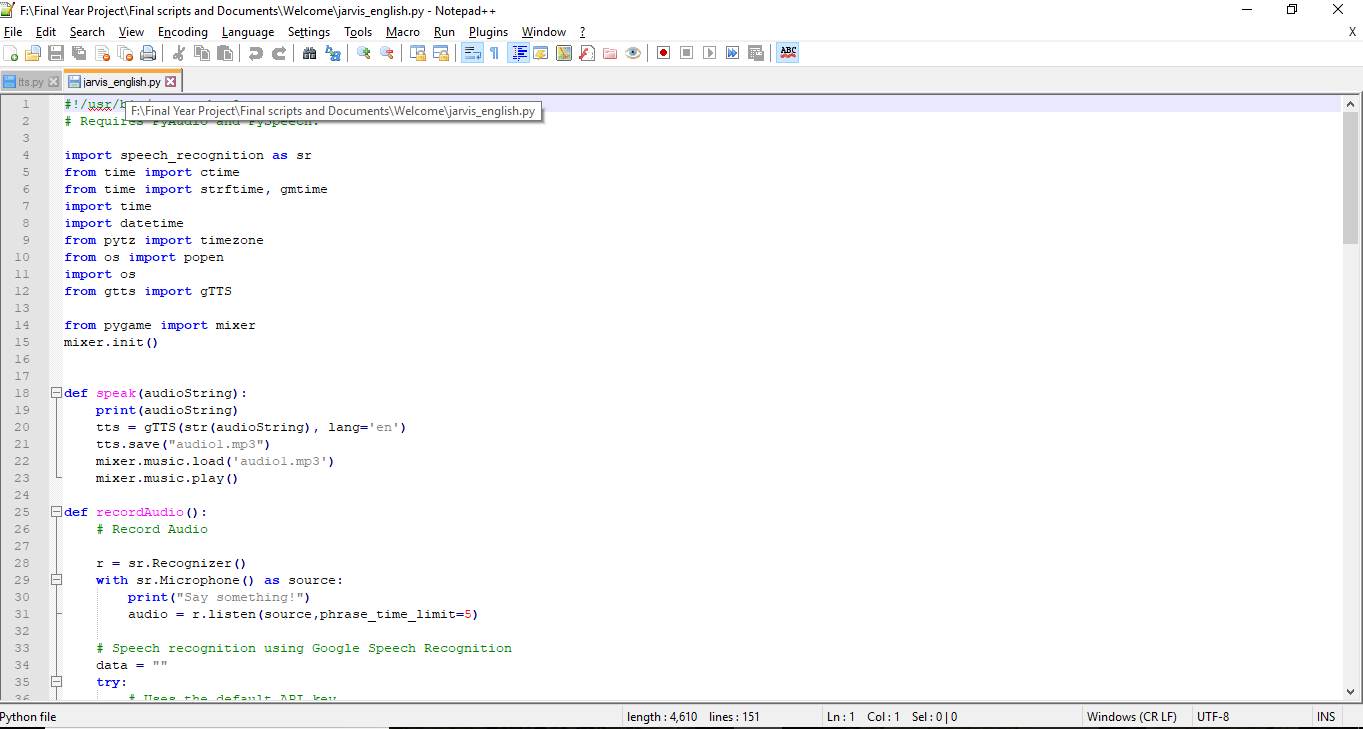 F:\Final Year Project\Final scripts and Documents\Welcome\jarvis_english.py - Notepad++
File Edit Search View Encoding Language Settings Tools Macro Run Plugins Window ? X
ABC
tts.py jarvis_english.py
1 #!/usr/
F:\Final Year Project\Final scripts and Documents\Welcome\jarvis_english.py
2 # Requires PyAudio and PySpeech.
3
4 import speech_recognition as sr
5 from time import ctime
6 from time import strftime, gmtime
7 import time
8 import datetime
9 from pytz import timezone
10 from os import popen
11 import os
12 from gtts import gTTS
13
14 from pygame import mixer
15 mixer.init()
16
17
18 def speak(audioString):
19 print(audioString)
20 tts = gTTS(str(audioString), lang='en')
21 tts.save("audio1.mp3")
22 mixer.music.load('audio1.mp3')
23 mixer.music.play()
24
25 def recordAudio():
26 # Record Audio
27
28 r = sr.Recognizer()
29 with sr.Microphone() as source:
30 print("Say something!")
31 audio = r.listen(source,phrase_time_limit=5)
32
33 # Speech recognition using Google Speech Recognition
34 data = ""
35 try:
36 # Uses the default API key
Python file length : 4,610 lines : 151 Ln : 1 Col : 1 Sel : 0 | 0 Windows (CR LF) UTF-8 INS